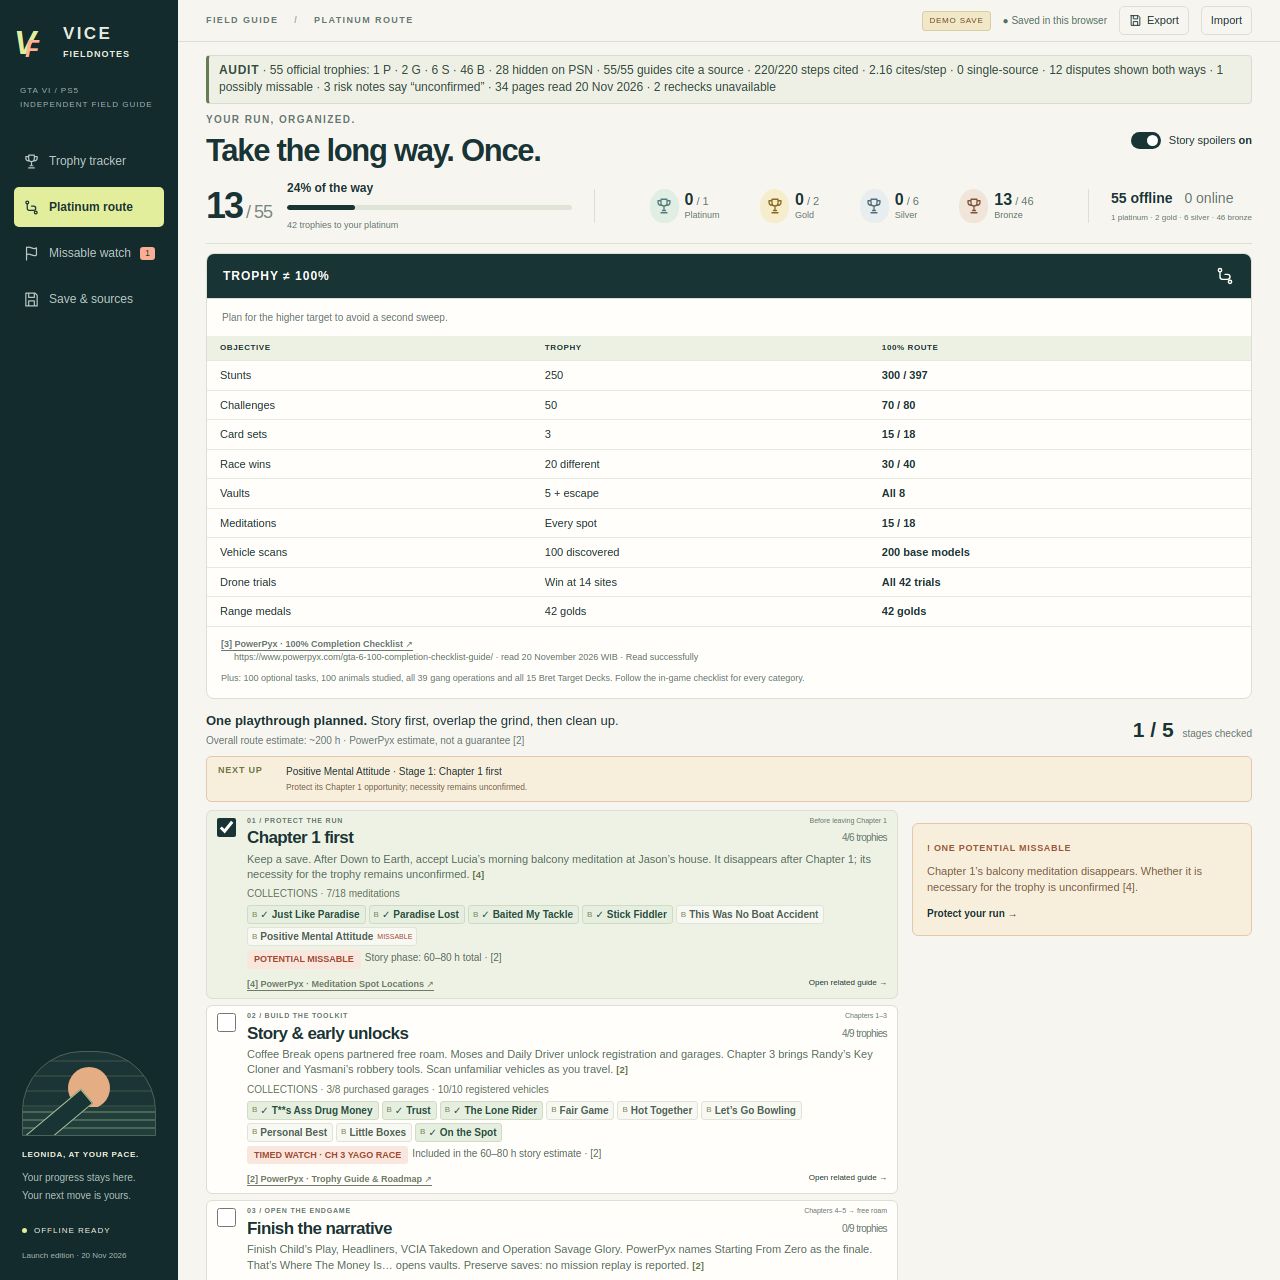 VICE
FIELDNOTES
GTA VI / PS5
INDEPENDENT FIELD GUIDE
Trophy tracker
Platinum route
Missable watch 1
Save & sources
LEONIDA, AT YOUR PACE.
Your progress stays here.
Your next move is yours.
OFFLINE READY
Launch edition · 20 Nov 2026
FIELD GUIDE / PLATINUM ROUTE
DEMO SAVE ● Saved in this browser Export Import
AUDIT · 55 official trophies: 1 P · 2 G · 6 S · 46 B · 28 hidden on PSN · 55/55 guides cite a source · 220/220 steps cited · 2.16 cites/step · 0 single-source · 12 disputes shown both ways · 1
possibly missable · 3 risk notes say “unconfirmed” · 34 pages read 20 Nov 2026 · 2 rechecks unavailable
YOUR RUN, ORGANIZED.
Take the long way. Once.
Story spoilers on
13 / 55
24% of the way
42 trophies to your platinum
0 / 1
Platinum
0 / 2
Gold
0 / 6
Silver
13 / 46
Bronze
55 offline 0 online
1 platinum · 2 gold · 6 silver · 46 bronze
TROPHY ≠ 100%
Plan for the higher target to avoid a second sweep.
OBJECTIVE TROPHY 100% ROUTE
Stunts 250 300 / 397
Challenges 50 70 / 80
Card sets 3 15 / 18
Race wins 20 different 30 / 40
Vaults 5 + escape All 8
Meditations Every spot 15 / 18
Vehicle scans 100 discovered 200 base models
Drone trials Win at 14 sites All 42 trials
Range medals 42 golds 42 golds
[3] PowerPyx · 100% Completion Checklist ↗
https://www.powerpyx.com/gta-6-100-completion-checklist-guide/ · read 20 November 2026 WIB · Read successfully
Plus: 100 optional tasks, 100 animals studied, all 39 gang operations and all 15 Bret Target Decks. Follow the in-game checklist for every category.
One playthrough planned. Story first, overlap the grind, then clean up.
Overall route estimate: ~200 h · PowerPyx estimate, not a guarantee [2]
1 / 5 stages checked
NEXT UP
Positive Mental Attitude · Stage 1: Chapter 1 first
Protect its Chapter 1 opportunity; necessity remains unconfirmed.
01 / PROTECT THE RUN
Before leaving Chapter 1
Chapter 1 first
4/6 trophies
Keep a save. After Down to Earth, accept Lucia’s morning balcony meditation at Jason’s house. It disappears after Chapter 1; its
necessity for the trophy remains unconfirmed. [4]
COLLECTIONS · 7/18 meditations
B ✓ Just Like Paradise B ✓ Paradise Lost B ✓ Baited My Tackle B ✓ Stick Fiddler B This Was No Boat Accident
B Positive Mental Attitude MISSABLE
POTENTIAL MISSABLE Story phase: 60–80 h total · [2]
[4] PowerPyx · Meditation Spot Locations ↗
Open related guide →
! ONE POTENTIAL MISSABLE
Chapter 1’s balcony meditation disappears. Whether it is
necessary for the trophy is unconfirmed [4].
Protect your run →
02 / BUILD THE TOOLKIT
Chapters 1–3
Story & early unlocks
4/9 trophies
Coffee Break opens partnered free roam. Moses and Daily Driver unlock registration and garages. Chapter 3 brings Randy’s Key
Cloner and Yasmani’s robbery tools. Scan unfamiliar vehicles as you travel. [2]
COLLECTIONS · 3/8 purchased garages · 10/10 registered vehicles
B ✓ T**s Ass Drug Money B ✓ Trust B ✓ The Lone Rider B Fair Game B Hot Together B Let’s Go Bowling
B Personal Best B Little Boxes B ✓ On the Spot
TIMED WATCH · CH 3 YAGO RACE Included in the 60–80 h story estimate · [2]
[2] PowerPyx · Trophy Guide & Roadmap ↗
Open related guide →
03 / OPEN THE ENDGAME
Chapters 4–5 → free roam
Finish the narrative
0/9 trophies
Finish Child’s Play, Headliners, VCIA Takedown and Operation Savage Glory. PowerPyx names Starting From Zero as the finale.
That’s Where The Money Is… opens vaults. Preserve saves: no mission replay is reported. [2]